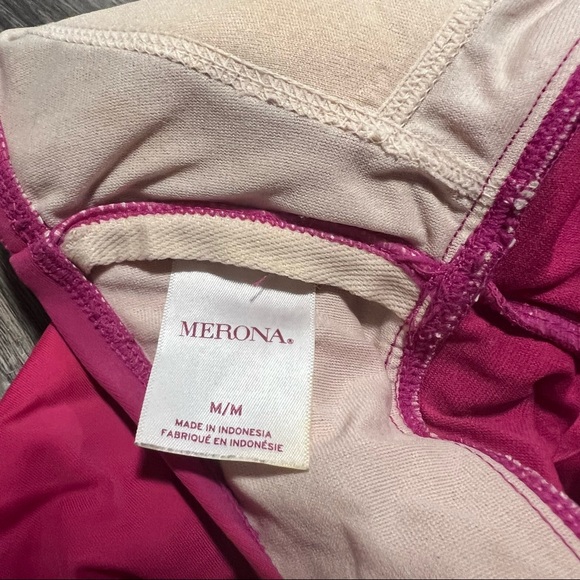 MERONA®
M/M
MADE IN INDONESIA
FABRIQUÉ EN INDONÉSIE